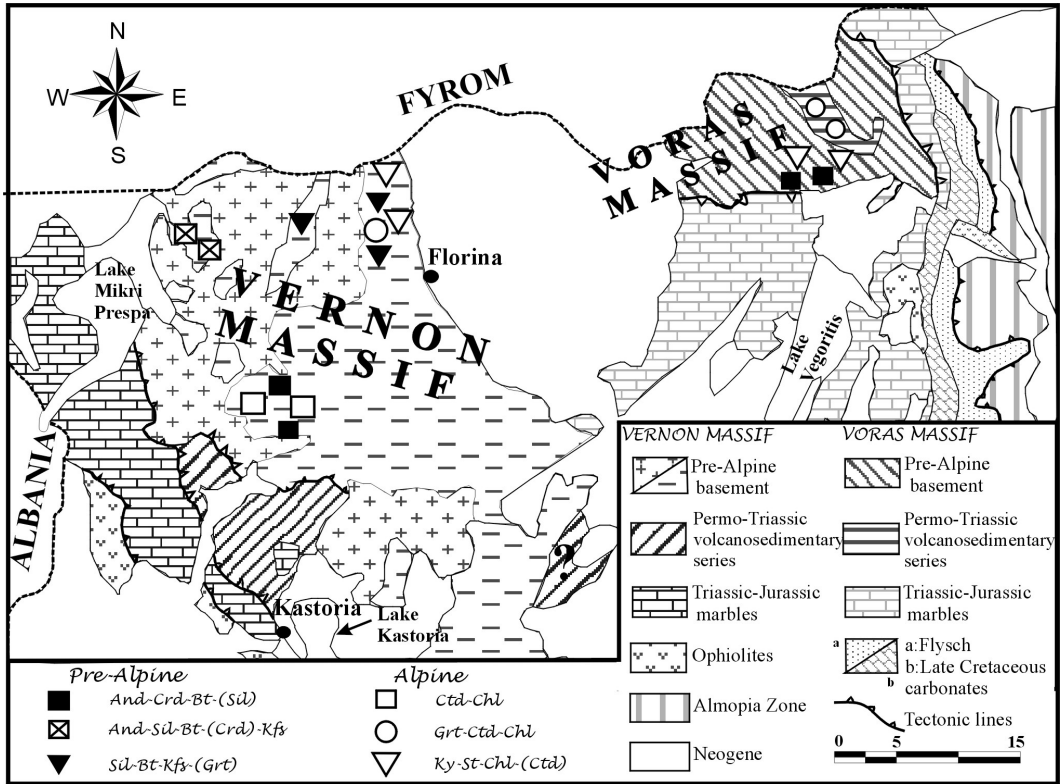 N
W E
S
FYROM
VORAS
MASSIF
Florina
Lake
Mikri
Prespa
VERNON
MASSIF
Lake
Vegoritis
ALBANIA
?
Kastoria
Lake
Kastoria
VERNON MASSIF
Pre-Alpine
basement
Permo-Triassic
volcanosedimentary
series
Triassic-Jurassic
marbles
Ophiolites
Almopia Zone
Neogene
VORAS MASSIF
Pre-Alpine
basement
Permo-Triassic
volcanosedimentary
series
Triassic-Jurassic
marbles
a
b
a:Flysch
b:Late Cretaceous
carbonates
Tectonic lines
0 5 15
Pre-Alpine
And-Crd-Bt-(Sil)
And-Sil-Bt-(Crd)-Kfs
Sil-Bt-Kfs-(Grt)
Alpine
Ctd-Chl
Grt-Ctd-Chl
Ky-St-Chl-(Ctd)